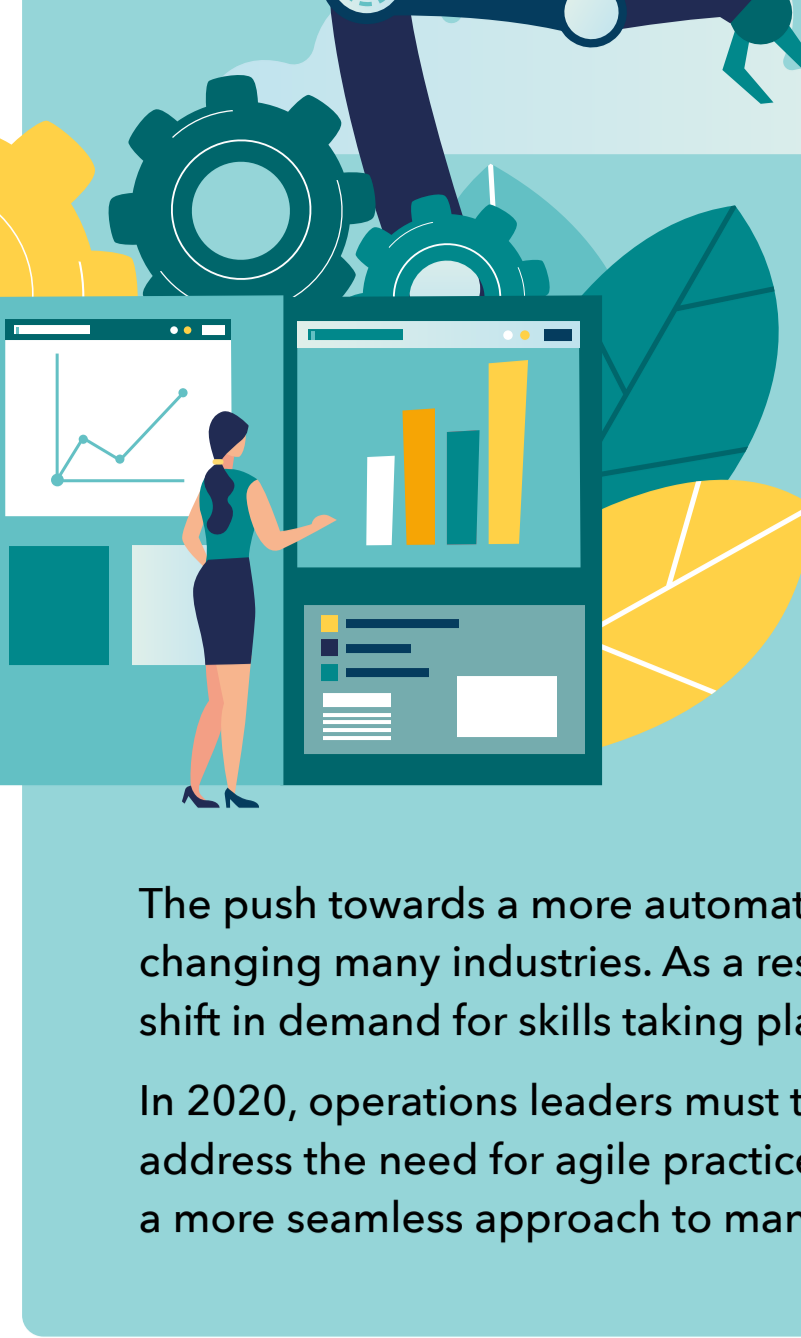 The push towards a more automat
changing many industries. As a res
shift in demand for skills taking pla
In 2020, operations leaders must t
address the need for agile practice
a more seamless approach to man